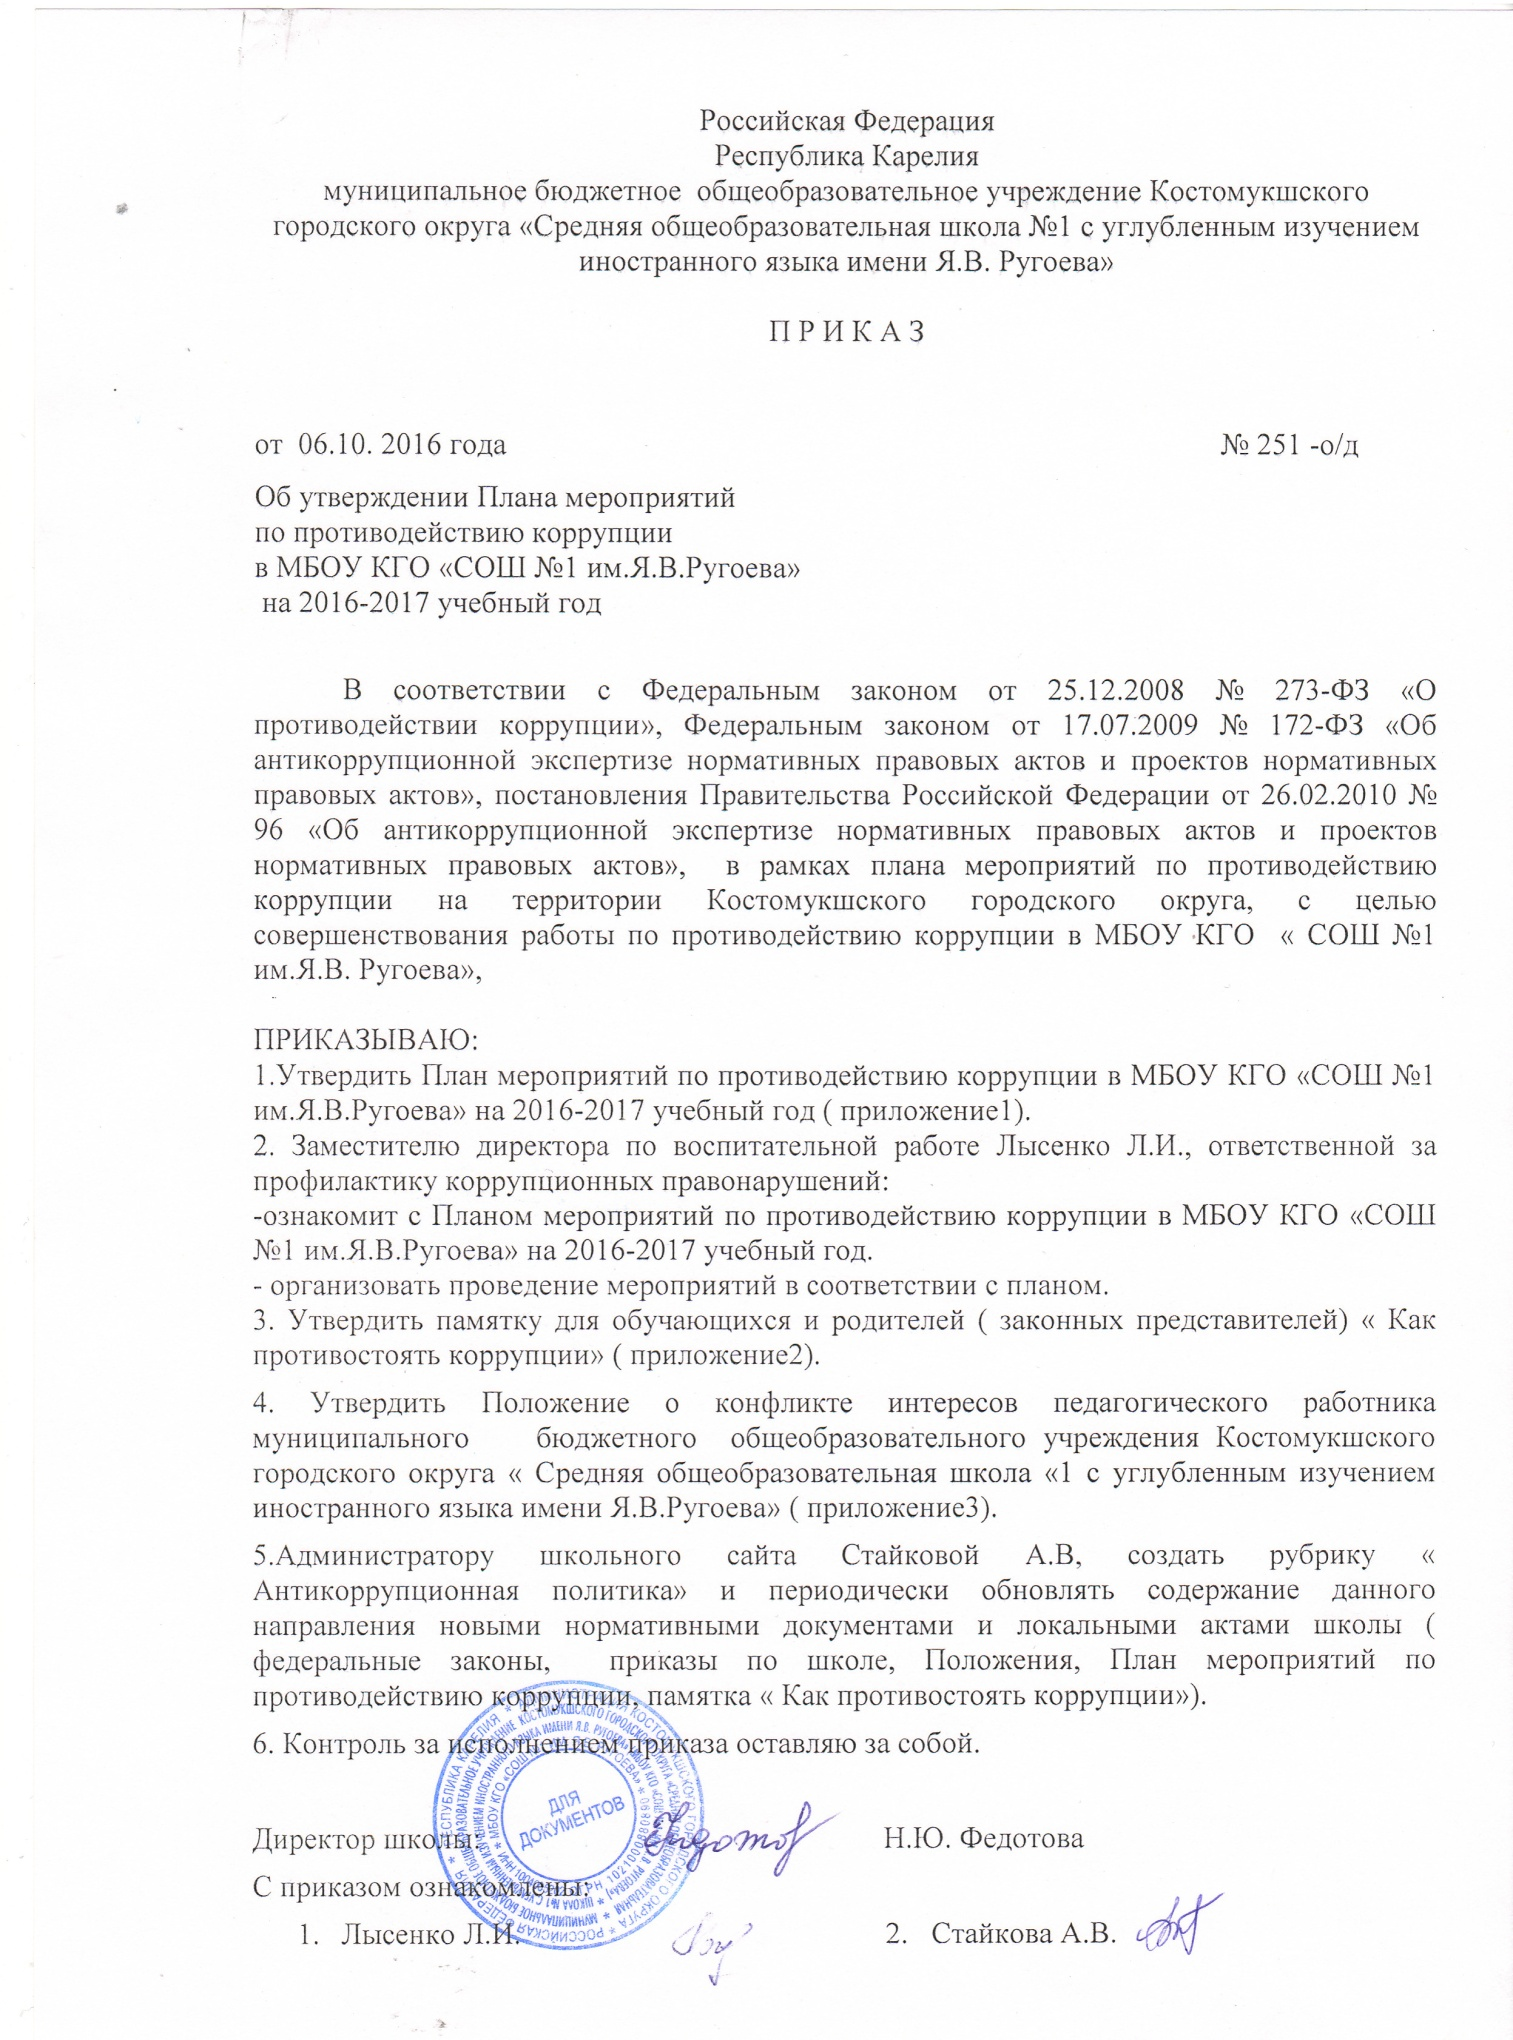 Российская Федерация
Республика Карелия
муниципальное бюджетное общеобразовательное учреждение Костомукшского
городского округа «Средняя общеобразовательная школа №1 с углубленным изучением
иностранного языка имени Я.В. Ругоева»
П Р И К А З
от 06.10. 2016 года № 251 -о/д
Об утверждении Плана мероприятий
по противодействию коррупции
в МБОУ КГО «СОШ №1 им.Я.В.Ругоева»
на 2016-2017 учебный год
В соответствии с Федеральным законом от 25.12.2008 № 273-ФЗ «О
противодействии коррупции», Федеральным законом от 17.07.2009 № 172-ФЗ «Об
антикоррупционной экспертизе нормативных правовых актов и проектов нормативных
правовых актов», постановления Правительства Российской Федерации от 26.02.2010 №
96 «Об антикоррупционной экспертизе нормативных правовых актов и проектов
нормативных правовых актов», в рамках плана мероприятий по противодействию
коррупции на территории Костомукшского городского округа, с целью
совершенствования работы по противодействию коррупции в МБОУ КГО « СОШ №1
им.Я.В. Ругоева»,
ПРИКАЗЫВАЮ:
1.Утвердить План мероприятий по противодействию коррупции в МБОУ КГО «СОШ №1
им.Я.В.Ругоева» на 2016-2017 учебный год ( приложение1).
2. Заместителю директора по воспитательной работе Лысенко Л.И., ответственной за
профилактику коррупционных правонарушений:
-ознакомит с Планом мероприятий по противодействию коррупции в МБОУ КГО «СОШ
№1 им.Я.В.Ругоева» на 2016-2017 учебный год.
- организовать проведение мероприятий в соответствии с планом.
3. Утвердить памятку для обучающихся и родителей ( законных представителей) « Как
противостоять коррупции» ( приложение2).
4. Утвердить Положение о конфликте интересов педагогического работника
муниципального бюджетного общеобразовательного учреждения Костомукшского
городского округа « Средняя общеобразовательная школа «1 с углубленным изучением
иностранного языка имени Я.В.Ругоева» ( приложение3).
5.Администратору школьного сайта Стайковой А.В, создать рубрику «
Антикоррупционная политика» и периодически обновлять содержание данного
направления новыми нормативными документами и локальными актами школы (
федеральные законы, приказы по школе, Положения, План мероприятий по
противодействию коррупции, памятка « Как противостоять коррупции»).
6. Контроль за исполнением приказа оставляю за собой.
ДЛЯ
ДОКУМЕНТОВ
Директор школы: Н.Ю. Федотова
С приказом ознакомлены:
1. Лысенко Л.И. 2. Стайкова А.В.